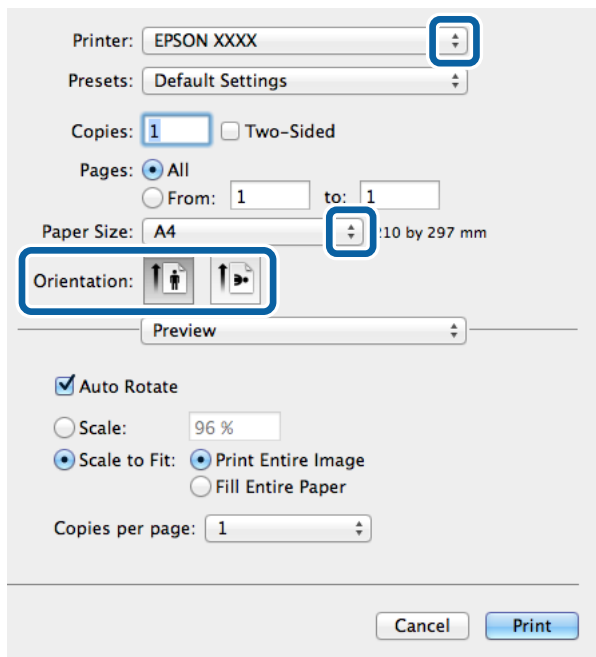 Printer: EPSON XXXX
Presets: Default Settings
Copies: 1 Two-Sided
Pages: All
From: 1 to: 1
Paper Size: A4 10 by 297 mm
Orientation:
Preview
Auto Rotate
Scale: 96 %
Scale to Fit: Print Entire Image
Fill Entire Paper
Copies per page: 1
Cancel Print